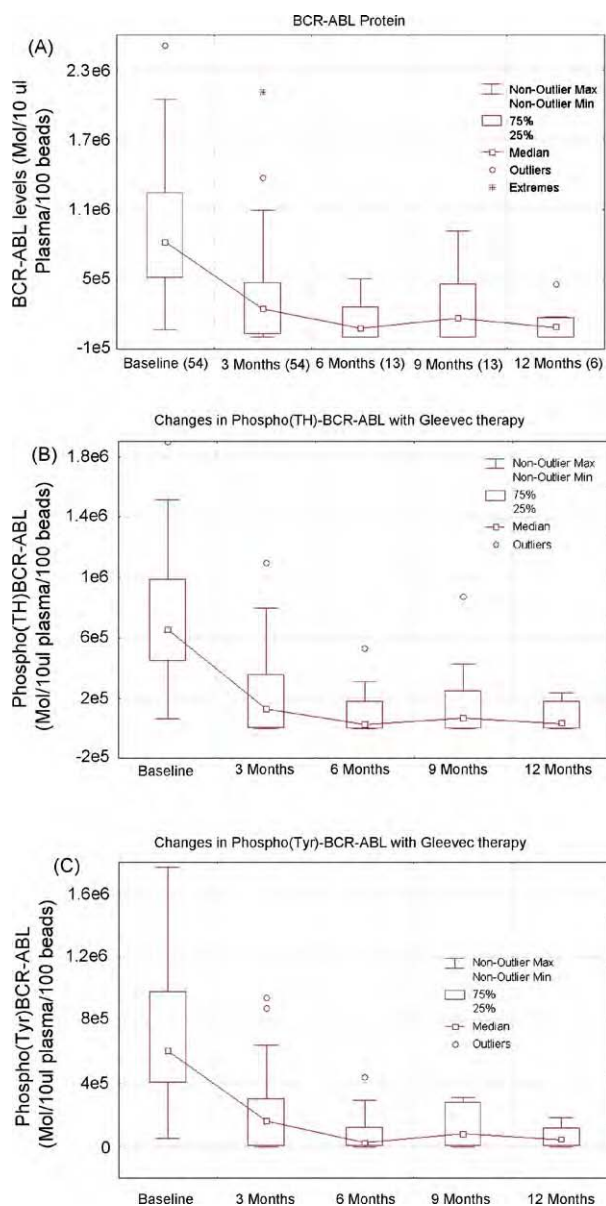 (A)
BCR-ABL Protein
BCR-ABL levels (Mol/10 ul
Plasma/100 beads)
2.3e6
1.7e6
1.1e6
5e5
-1e5
Non-Outlier Max
Non-Outlier Min
75%
25%
Median
Outliers
Extremes
Baseline (54) 3 Months (54) 6 Months (13) 9 Months (13) 12 Months (6)
Changes in Phospho(TH)-BCR-ABL with Gleevec therapy
(B)
Phospho(TH)BCR-ABL
(Mol/10ul plasma/100 beads)
1.8e6
1.4e6
1e6
6e5
2e5
-2e5
Non-Outlier Max
Non-Outlier Min
75%
25%
Median
Outliers
Baseline 3 Months 6 Months 9 Months 12 Months
Changes in Phospho(Tyr)-BCR-ABL with Gleevec therapy
(C)
Phospho(Tyr)BCR-ABL
(Mol/10ul plasma/100 beads)
1.6e6
1.2e6
8e5
4e5
0
Non-Outlier Max
Non-Outlier Min
75%
25%
Median
Outliers
Baseline 3 Months 6 Months 9 Months 12 Months